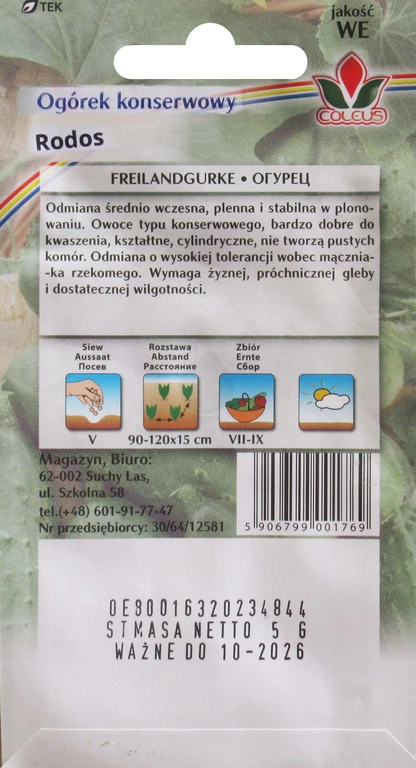 TEK
jakość
WE
COLEUS
Ogórek konserwowy
Rodos
FREILANDGURKE • ОГУРЕЦ
Odmiana średnio wczesna, plenna i stabilna w plono-
waniu. Owoce typu konserwowego, bardzo dobre do
kwaszenia, kształtne, cylindryczne, nie tworzą pustych
komór. Odmiana o wysokiej tolerancji wobec mącznia-
-ka rzekomego. Wymaga żyznej, próchnicznej gleby
i dostatecznej wilgotności.
Siew
Aussaat
Посев
V
Rozstawa
Abstand
Расстояние
90-120x15 cm
Zbiór
Ernte
Сбор
VII-IX
Magazyn, Biuro:
62-002 Suchy Las,
ul. Szkolna 58
tel.(+48) 601-91-77-47
Nr przedsiębiorcy: 30/64/12581
5 906799 001769
0E80016320234844
STMASA NETTO 5 G
WAŻNE DO 10-2026